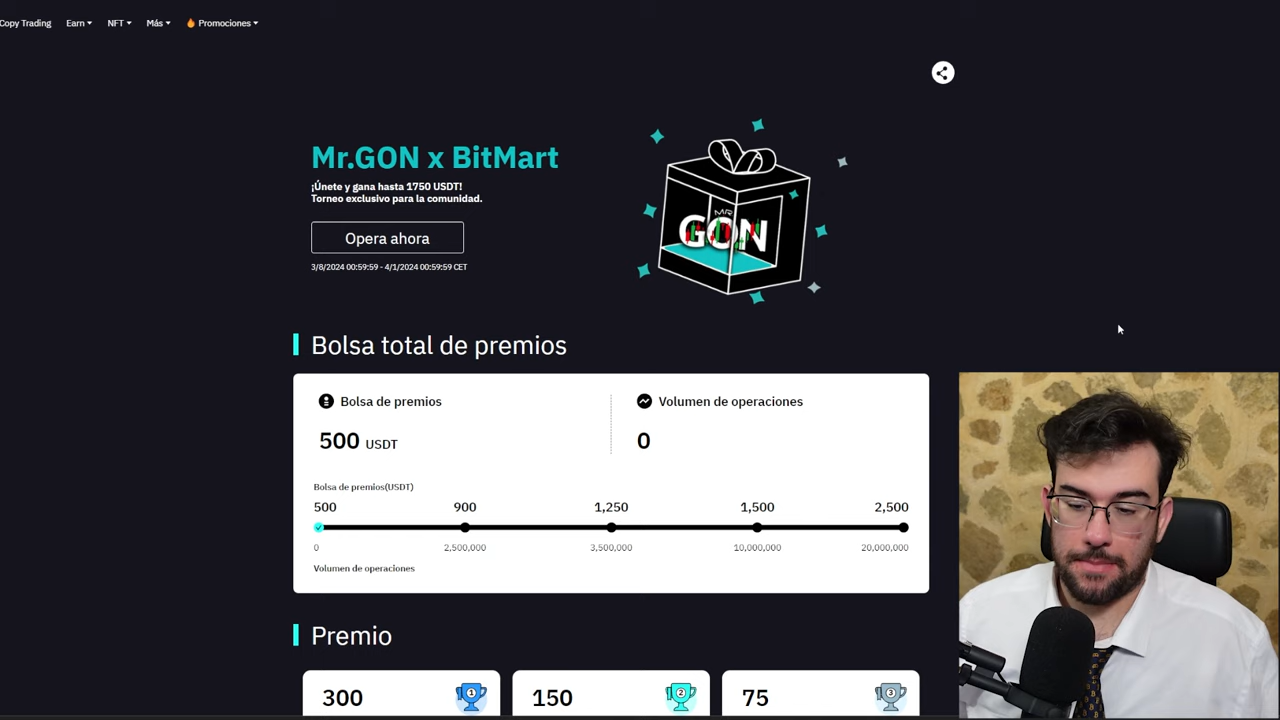 Copy Trading Earn NFT Más Promociones
Mr.GON x BitMart
¡Únete y gana hasta 1750 USDT!
Torneo exclusivo para la comunidad.
Opera ahora
3/8/2024 00:59:59 - 4/1/2024 00:59:59 CET
MR
GON
Bolsa total de premios
Bolsa de premios
500 USDT
Volumen de operaciones
0
Bolsa de premios(USDT)
500 900 1,250 1,500 2,500
0 2,500,000 3,500,000 10,000,000 20,000,000
Volumen de operaciones
Premio
300 1 150 2 75 3